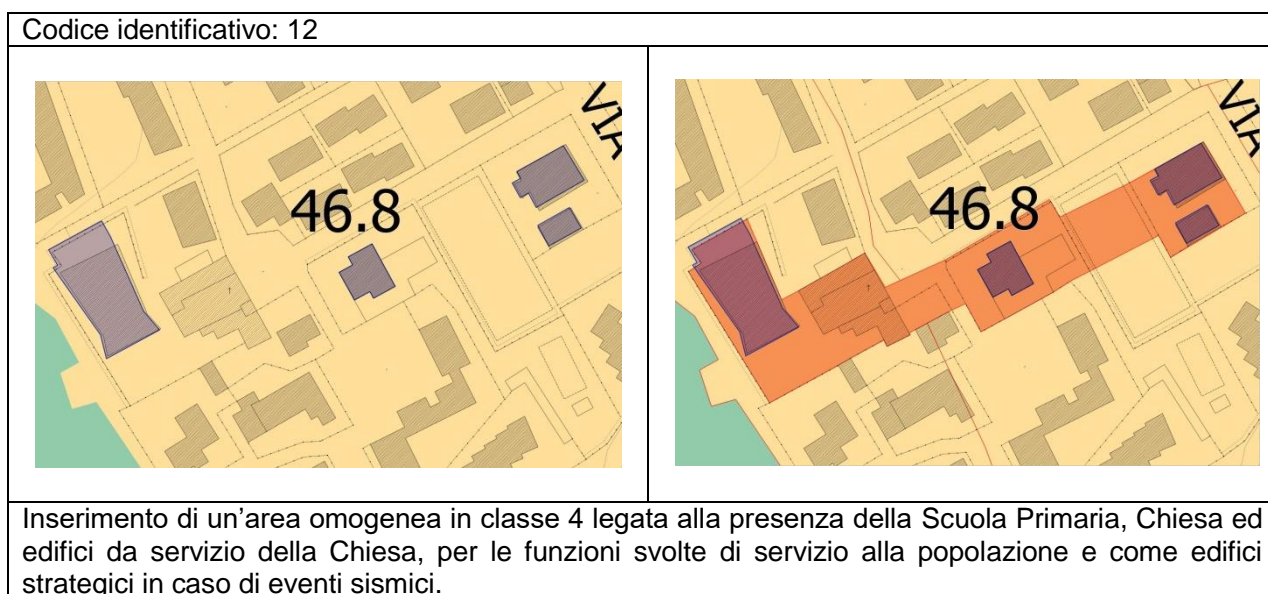 Codice identificativo: 12
46.8
VIA
46.8
VIA
Inserimento di un’area omogenea in classe 4 legata alla presenza della Scuola Primaria, Chiesa ed
edifici da servizio della Chiesa, per le funzioni svolte di servizio alla popolazione e come edifici
strategici in caso di eventi sismici.